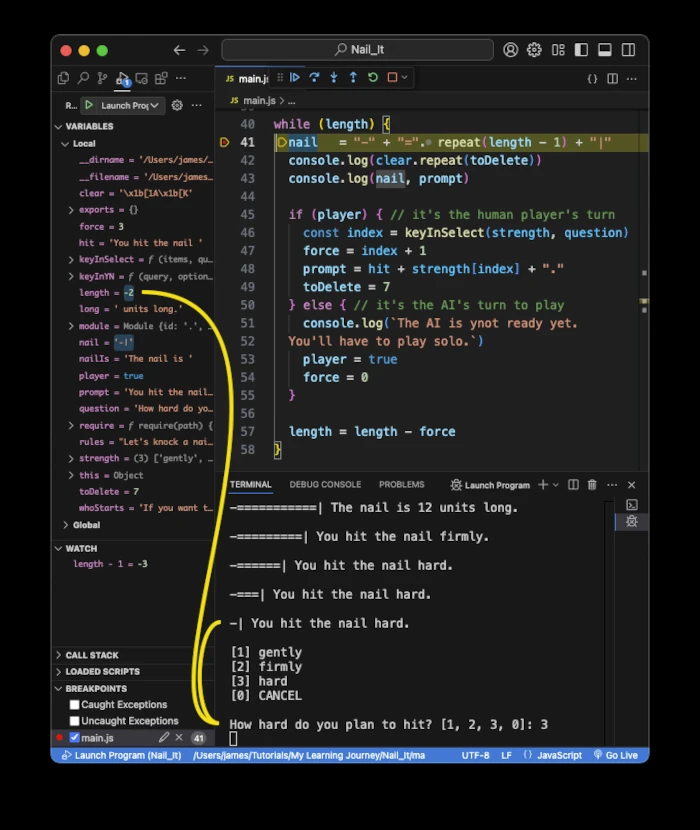 Nail_It
1
R... Launch Prog
VARIABLES
Local
__dirname = '/Users/james/...
__filename = '/Users/james...
clear = '\x1b[1A\x1b[K'
exports = {}
force = 3
hit = 'You hit the nail '
keyInSelect = ƒ (items, qu...
keyInYN = ƒ (query, option...
length = -2
long = ' units long.'
module = Module {id: '.', ...
nail = '-|'
nailIs = 'The nail is '
player = true
prompt = 'You hit the nail...
question = 'How hard do yo...
require = ƒ require(path) {
rules = "Let's knock a nai...
strength = (3) ['gently', ...
this = Object
toDelete = 7
whoStarts = 'If you want t...
Global
WATCH
length - 1 = -3
CALL STACK
LOADED SCRIPTS
BREAKPOINTS
Caught Exceptions
Uncaught Exceptions
main.js 41
JS main.js
JS main.js > ...
40 while (length) {
41 nail = "-" + "=". repeat(length - 1) + "|"
42 console.log(clear.repeat(toDelete))
43 console.log(nail, prompt)
44
45 if (player) { // it's the human player's turn
46 const index = keyInSelect(strength, question)
47 force = index + 1
48 prompt = hit + strength[index] + "."
49 toDelete = 7
50 } else { // it's the AI's turn to play
51 console.log(`The AI is ynot ready yet.
52 You'll have to play solo.`)
53 player = true
54 force = 0
55 }
56
57 length = length - force
58 }
TERMINAL DEBUG CONSOLE PROBLEMS Launch Program
-===========| The nail is 12 units long.
-=========| You hit the nail firmly.
-======| You hit the nail hard.
-===| You hit the nail hard.
-| You hit the nail hard.
[1] gently
[2] firmly
[3] hard
[0] CANCEL
How hard do you plan to hit? [1, 2, 3, 0]: 3
Launch Program (Nail_It) /Users/james/Tutorials/My Learning Journey/Nail_It/ma UTF-8 LF {} JavaScript Go Live